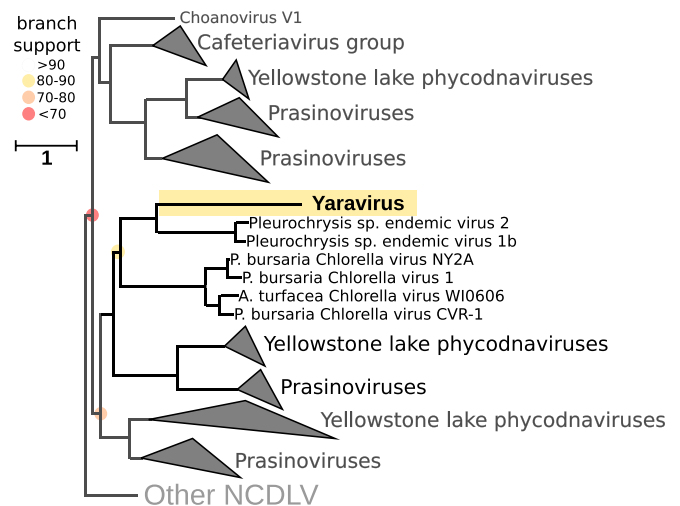 branch
support
>90
80-90
70-80
<70
1
Choanovirus V1
Cafeteriavirus group
Yellowstone lake phycodnaviruses
Prasinoviruses
Prasinoviruses
Yaravirus
Pleurochrysis sp. endemic virus 2
Pleurochrysis sp. endemic virus 1b
P. bursaria Chlorella virus NY2A
P. bursaria Chlorella virus 1
A. turfacea Chlorella virus WI0606
P. bursaria Chlorella virus CVR-1
Yellowstone lake phycodnaviruses
Prasinoviruses
Yellowstone lake phycodnaviruses
Prasinoviruses
Other NCDLV